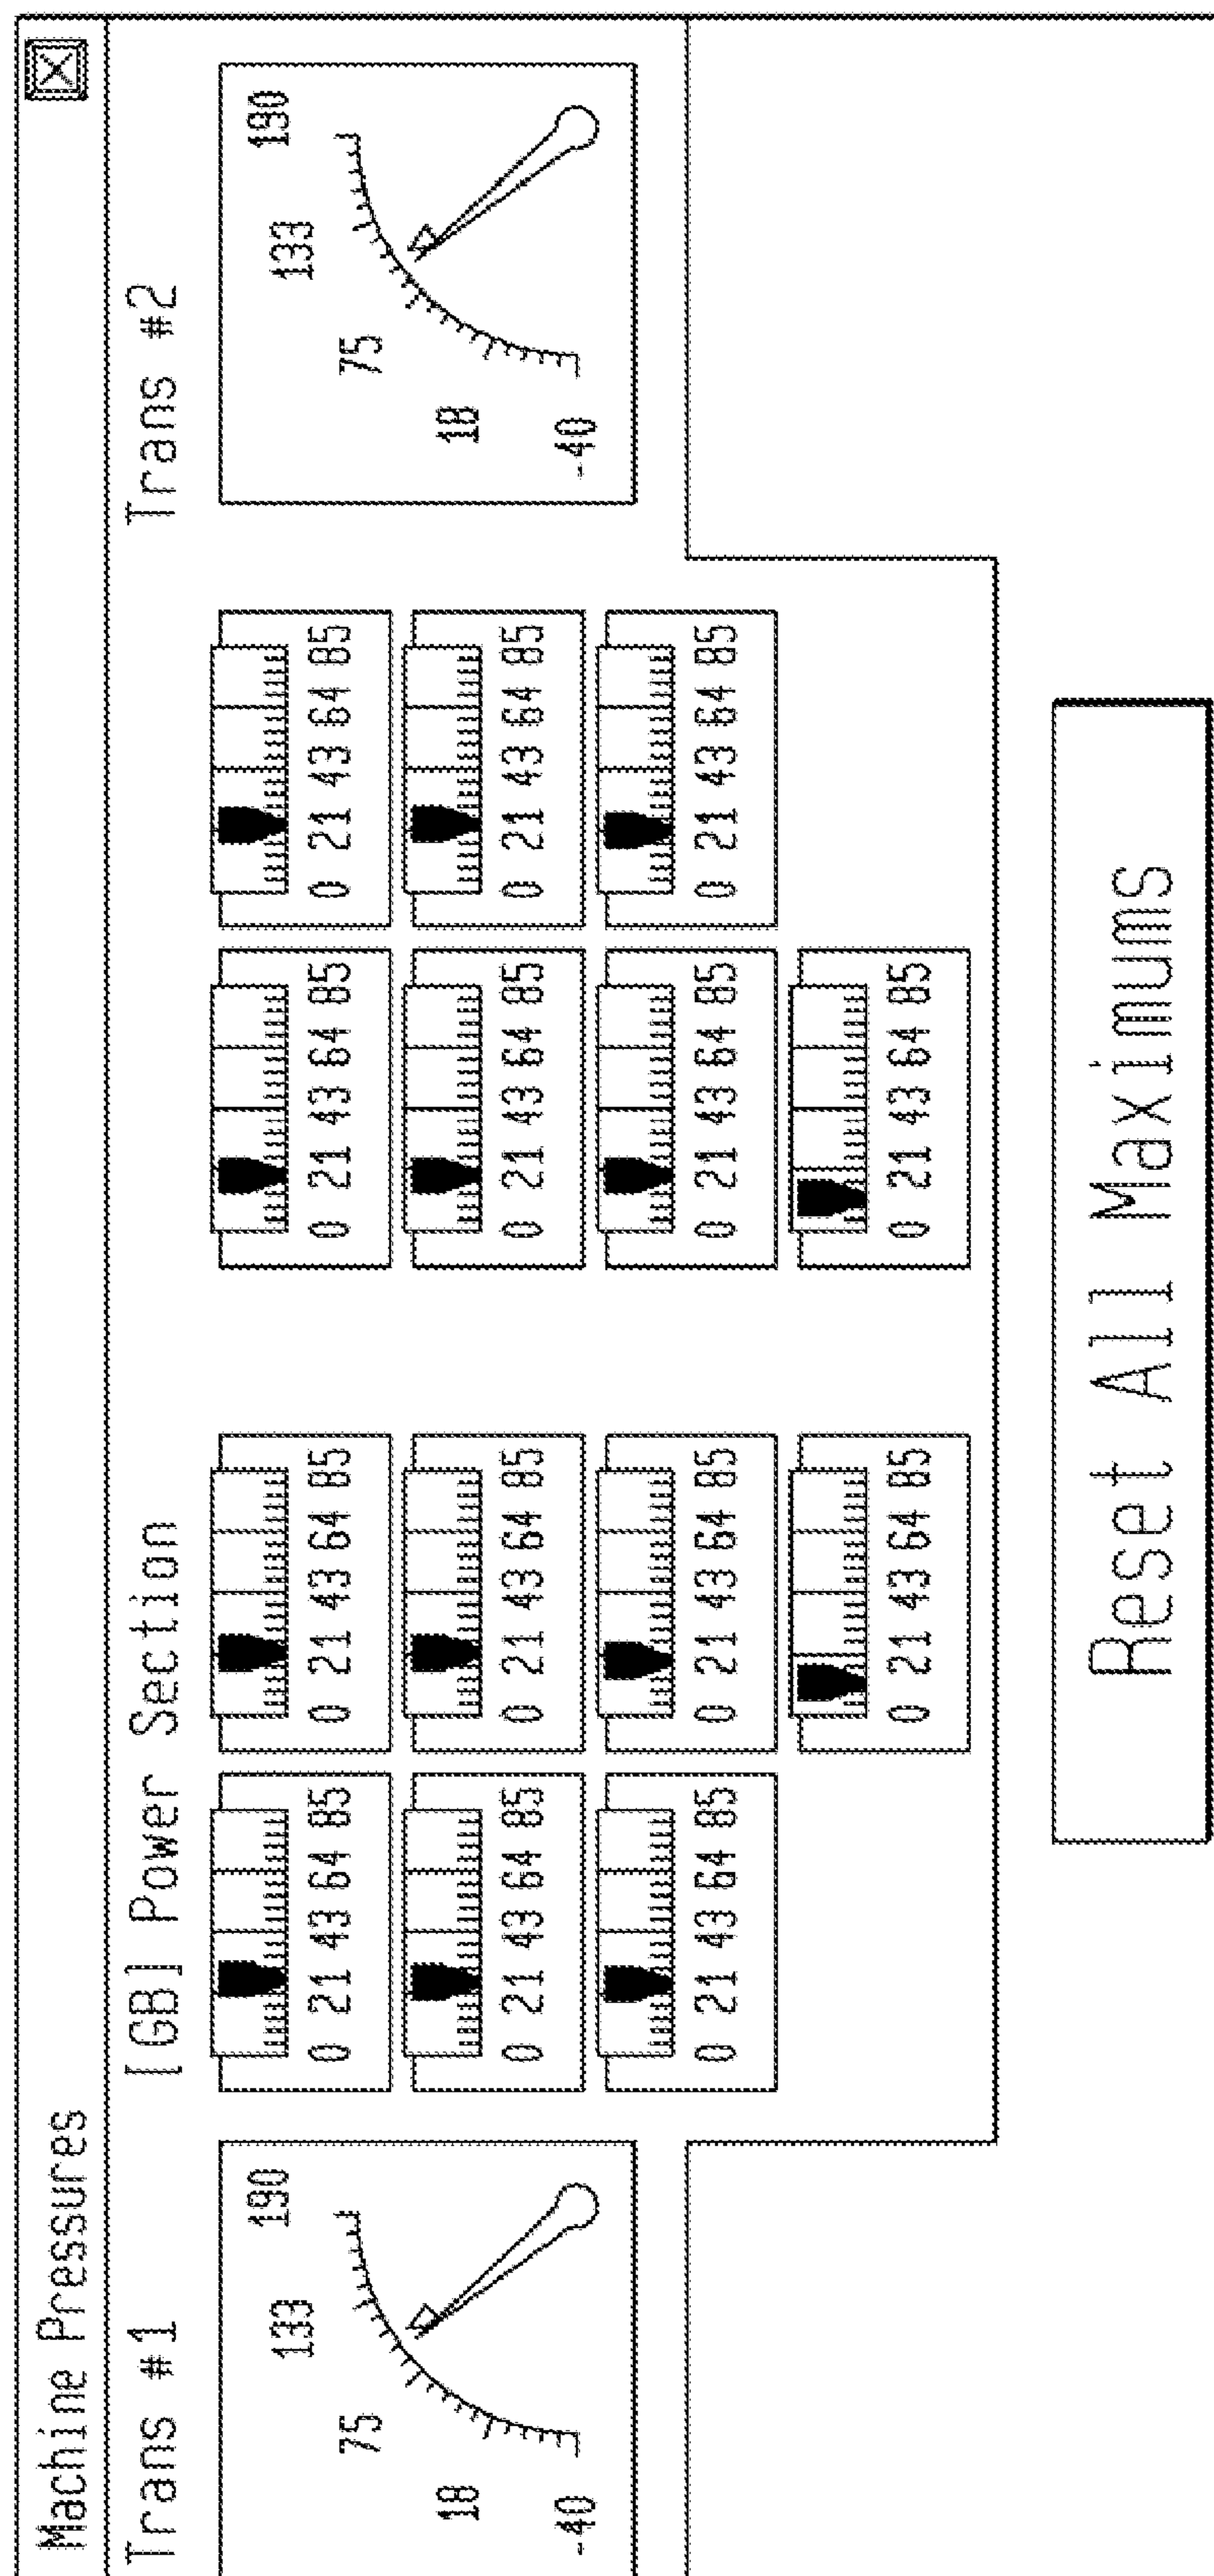 Machine Pressures
Trans #1
[GB] Power Section
Trans #2
190
133
75
18
-40
0 21 43 64 85
0 21 43 64 85
0 21 43 64 85
0 21 43 64 85
0 21 43 64 85
0 21 43 64 85
0 21 43 64 85
0 21 43 64 85
0 21 43 64 85
0 21 43 64 85
0 21 43 64 85
0 21 43 64 85
0 21 43 64 85
0 21 43 64 85
190
133
75
18
-40
Reset All Maximums